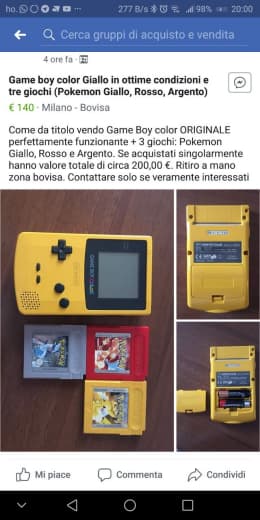 ho.
277 B/s
98%
20:00
Cerca gruppi di acquisto e vendita
4 ore fa ·
Game boy color Giallo in ottime condizioni e
tre giochi (Pokemon Giallo, Rosso, Argento)
€ 140 · Milano - Bovisa
Come da titolo vendo Game Boy color ORIGINALE
perfettamente funzionante + 3 giochi: Pokemon
Giallo, Rosso e Argento. Se acquistati singolarmente
hanno valore totale di circa 200,00 €. Ritiro a mano
zona bovisa. Contattare solo se veramente interessati
GAME BOY COLOR
Mi piace
Commenta
Condividi